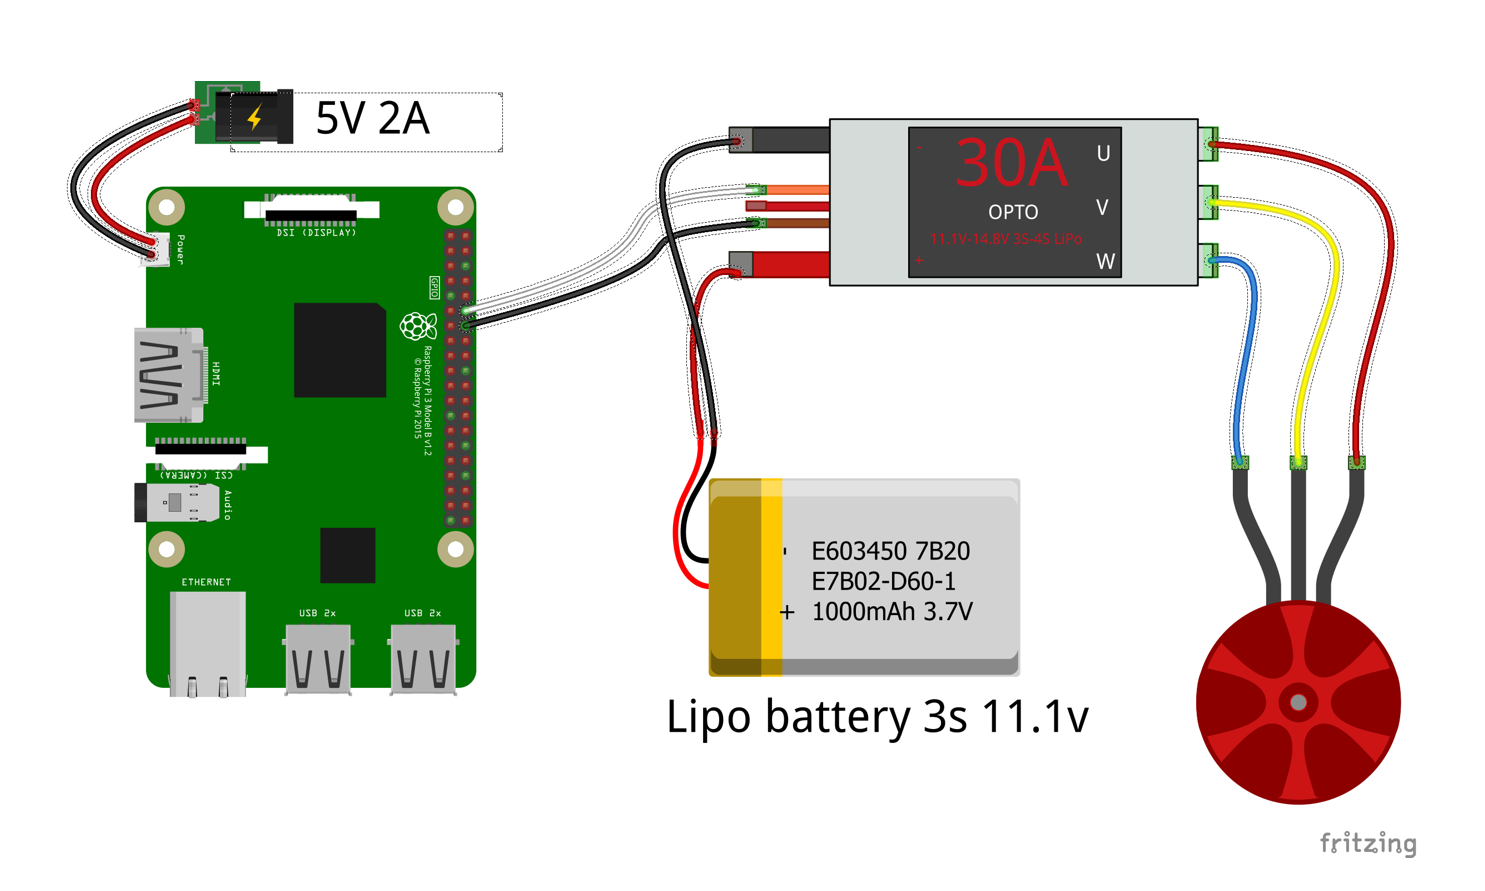 5V 2A
DSI (DISPLAY)
Power
GPIO
HDMI
Raspberry Pi 3 Model B v1.2
© Raspberry Pi 2015
CSI (CAMERA)
Audio
ETHERNET
USB 2x
USB 2x
-
30A
U
OPTO
V
11.1V-14.8V 3S-4S LiPo
+
W
- E603450 7B20
E7B02-D60-1
+ 1000mAh 3.7V
Lipo battery 3s 11.1v
fritzing